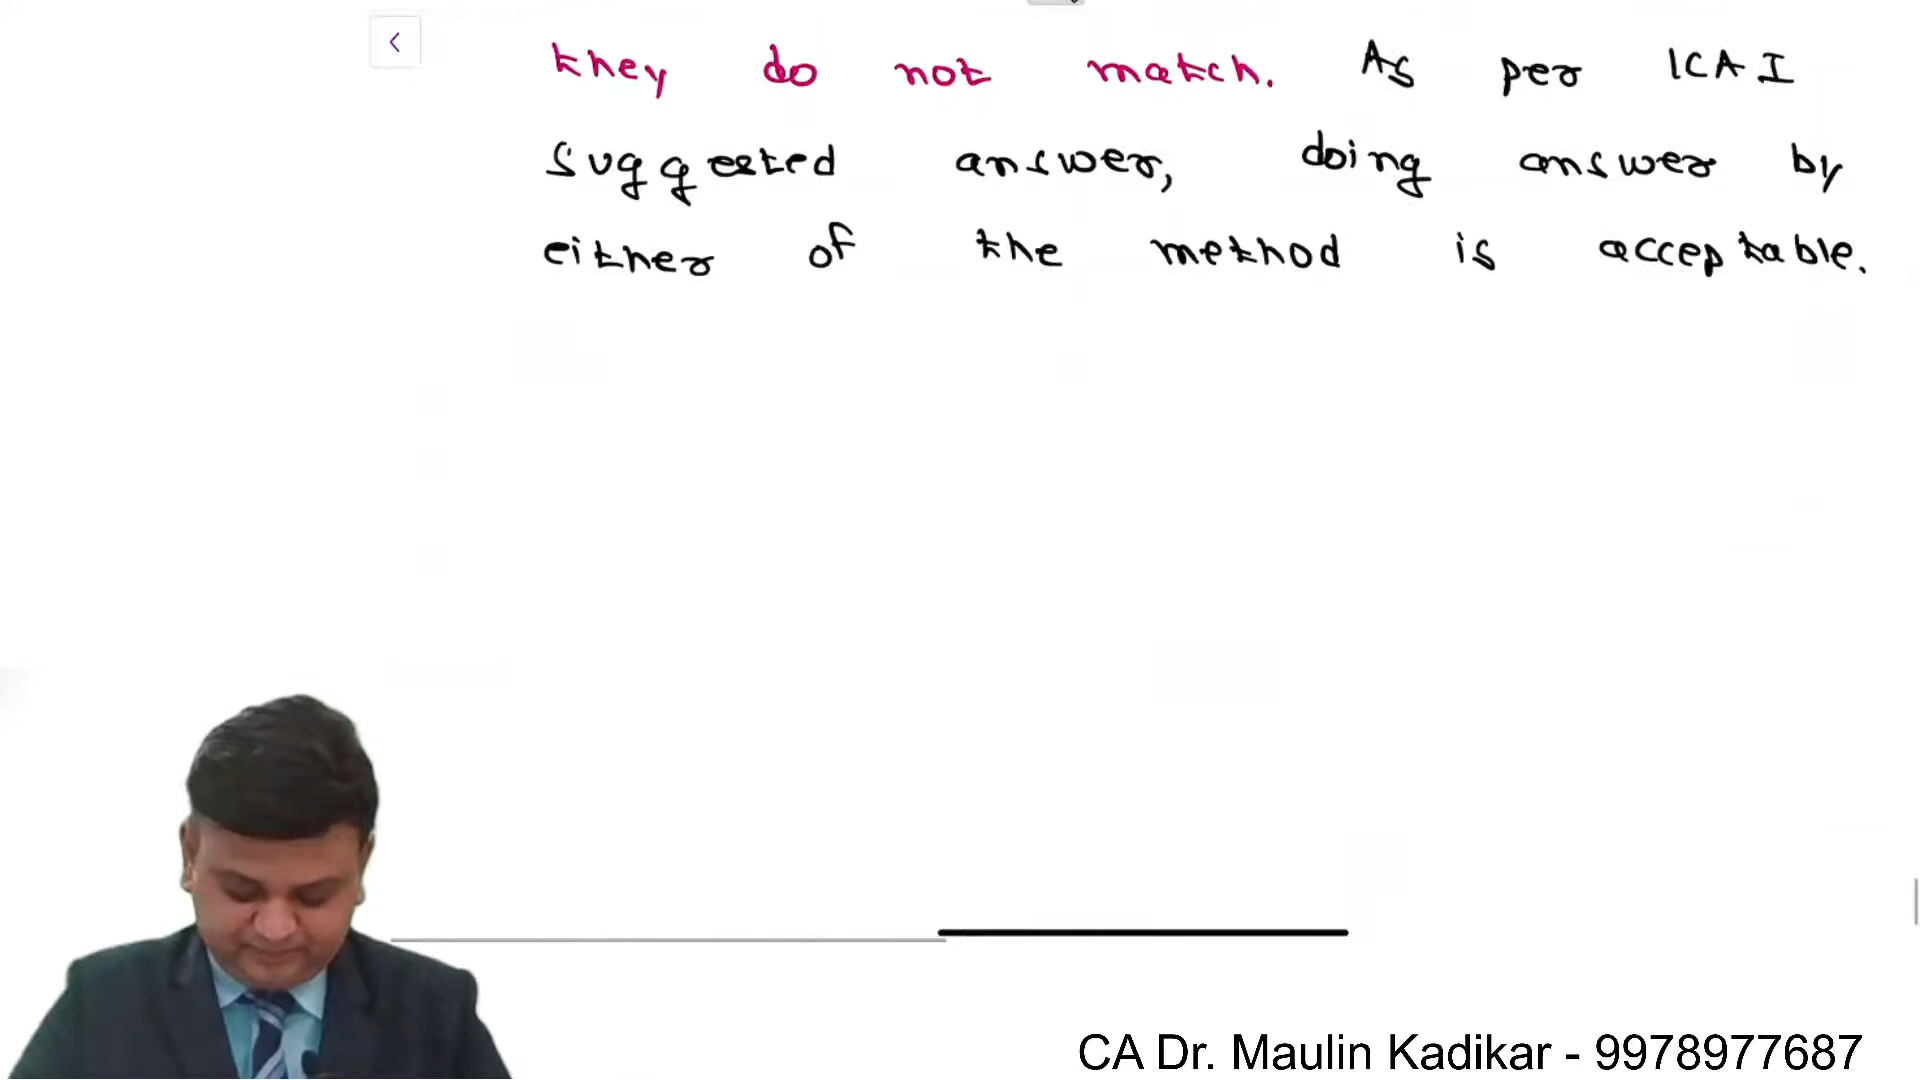 they do not match. As per ICAI
suggested answer, doing answer by
either of the method is acceptable.
CA Dr. Maulin Kadikar - 9978977687